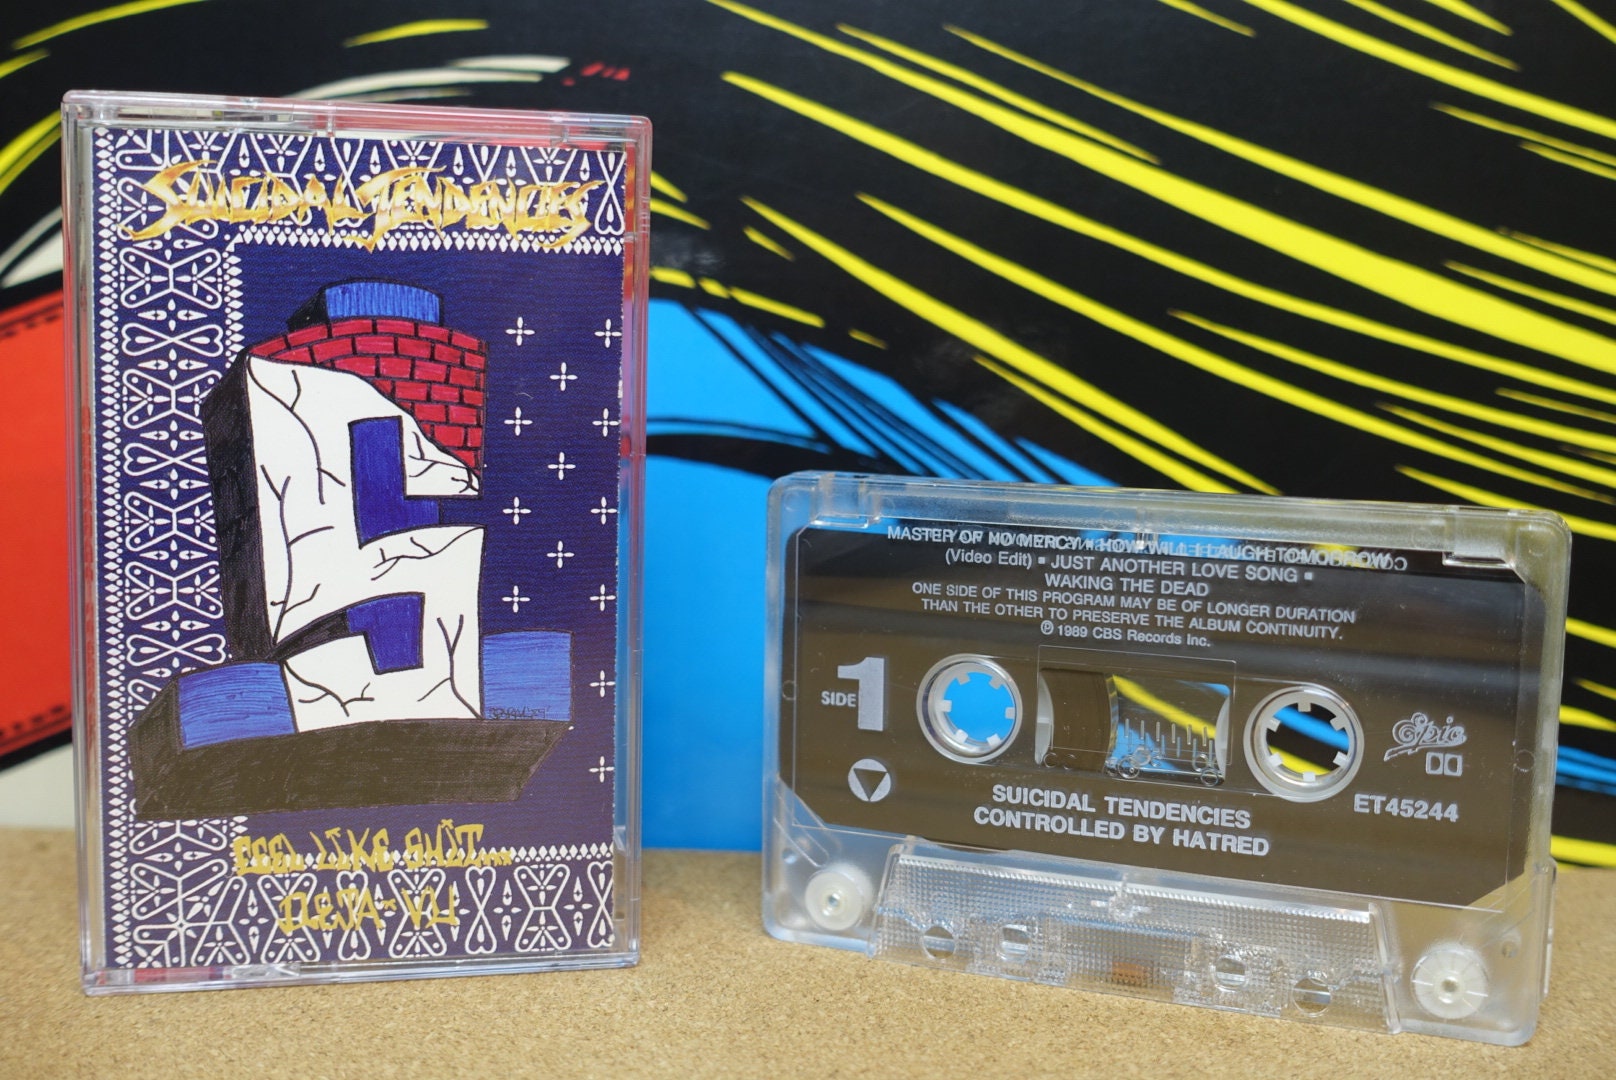 SUICIDAL TENDENCIES
FEEL LIKE SHIT...
DEJA-VU
MASTER OF NO MERCY ▪ HOW WILL I LAUGH TOMORROW
(Video Edit) ▪ JUST ANOTHER LOVE SONG ▪
WAKING THE DEAD
ONE SIDE OF THIS PROGRAM MAY BE OF LONGER DURATION
THAN THE OTHER TO PRESERVE THE ALBUM CONTINUITY.
℗ 1989 CBS Records Inc.
SIDE 1
Epic
ET45244
SUICIDAL TENDENCIES
CONTROLLED BY HATRED